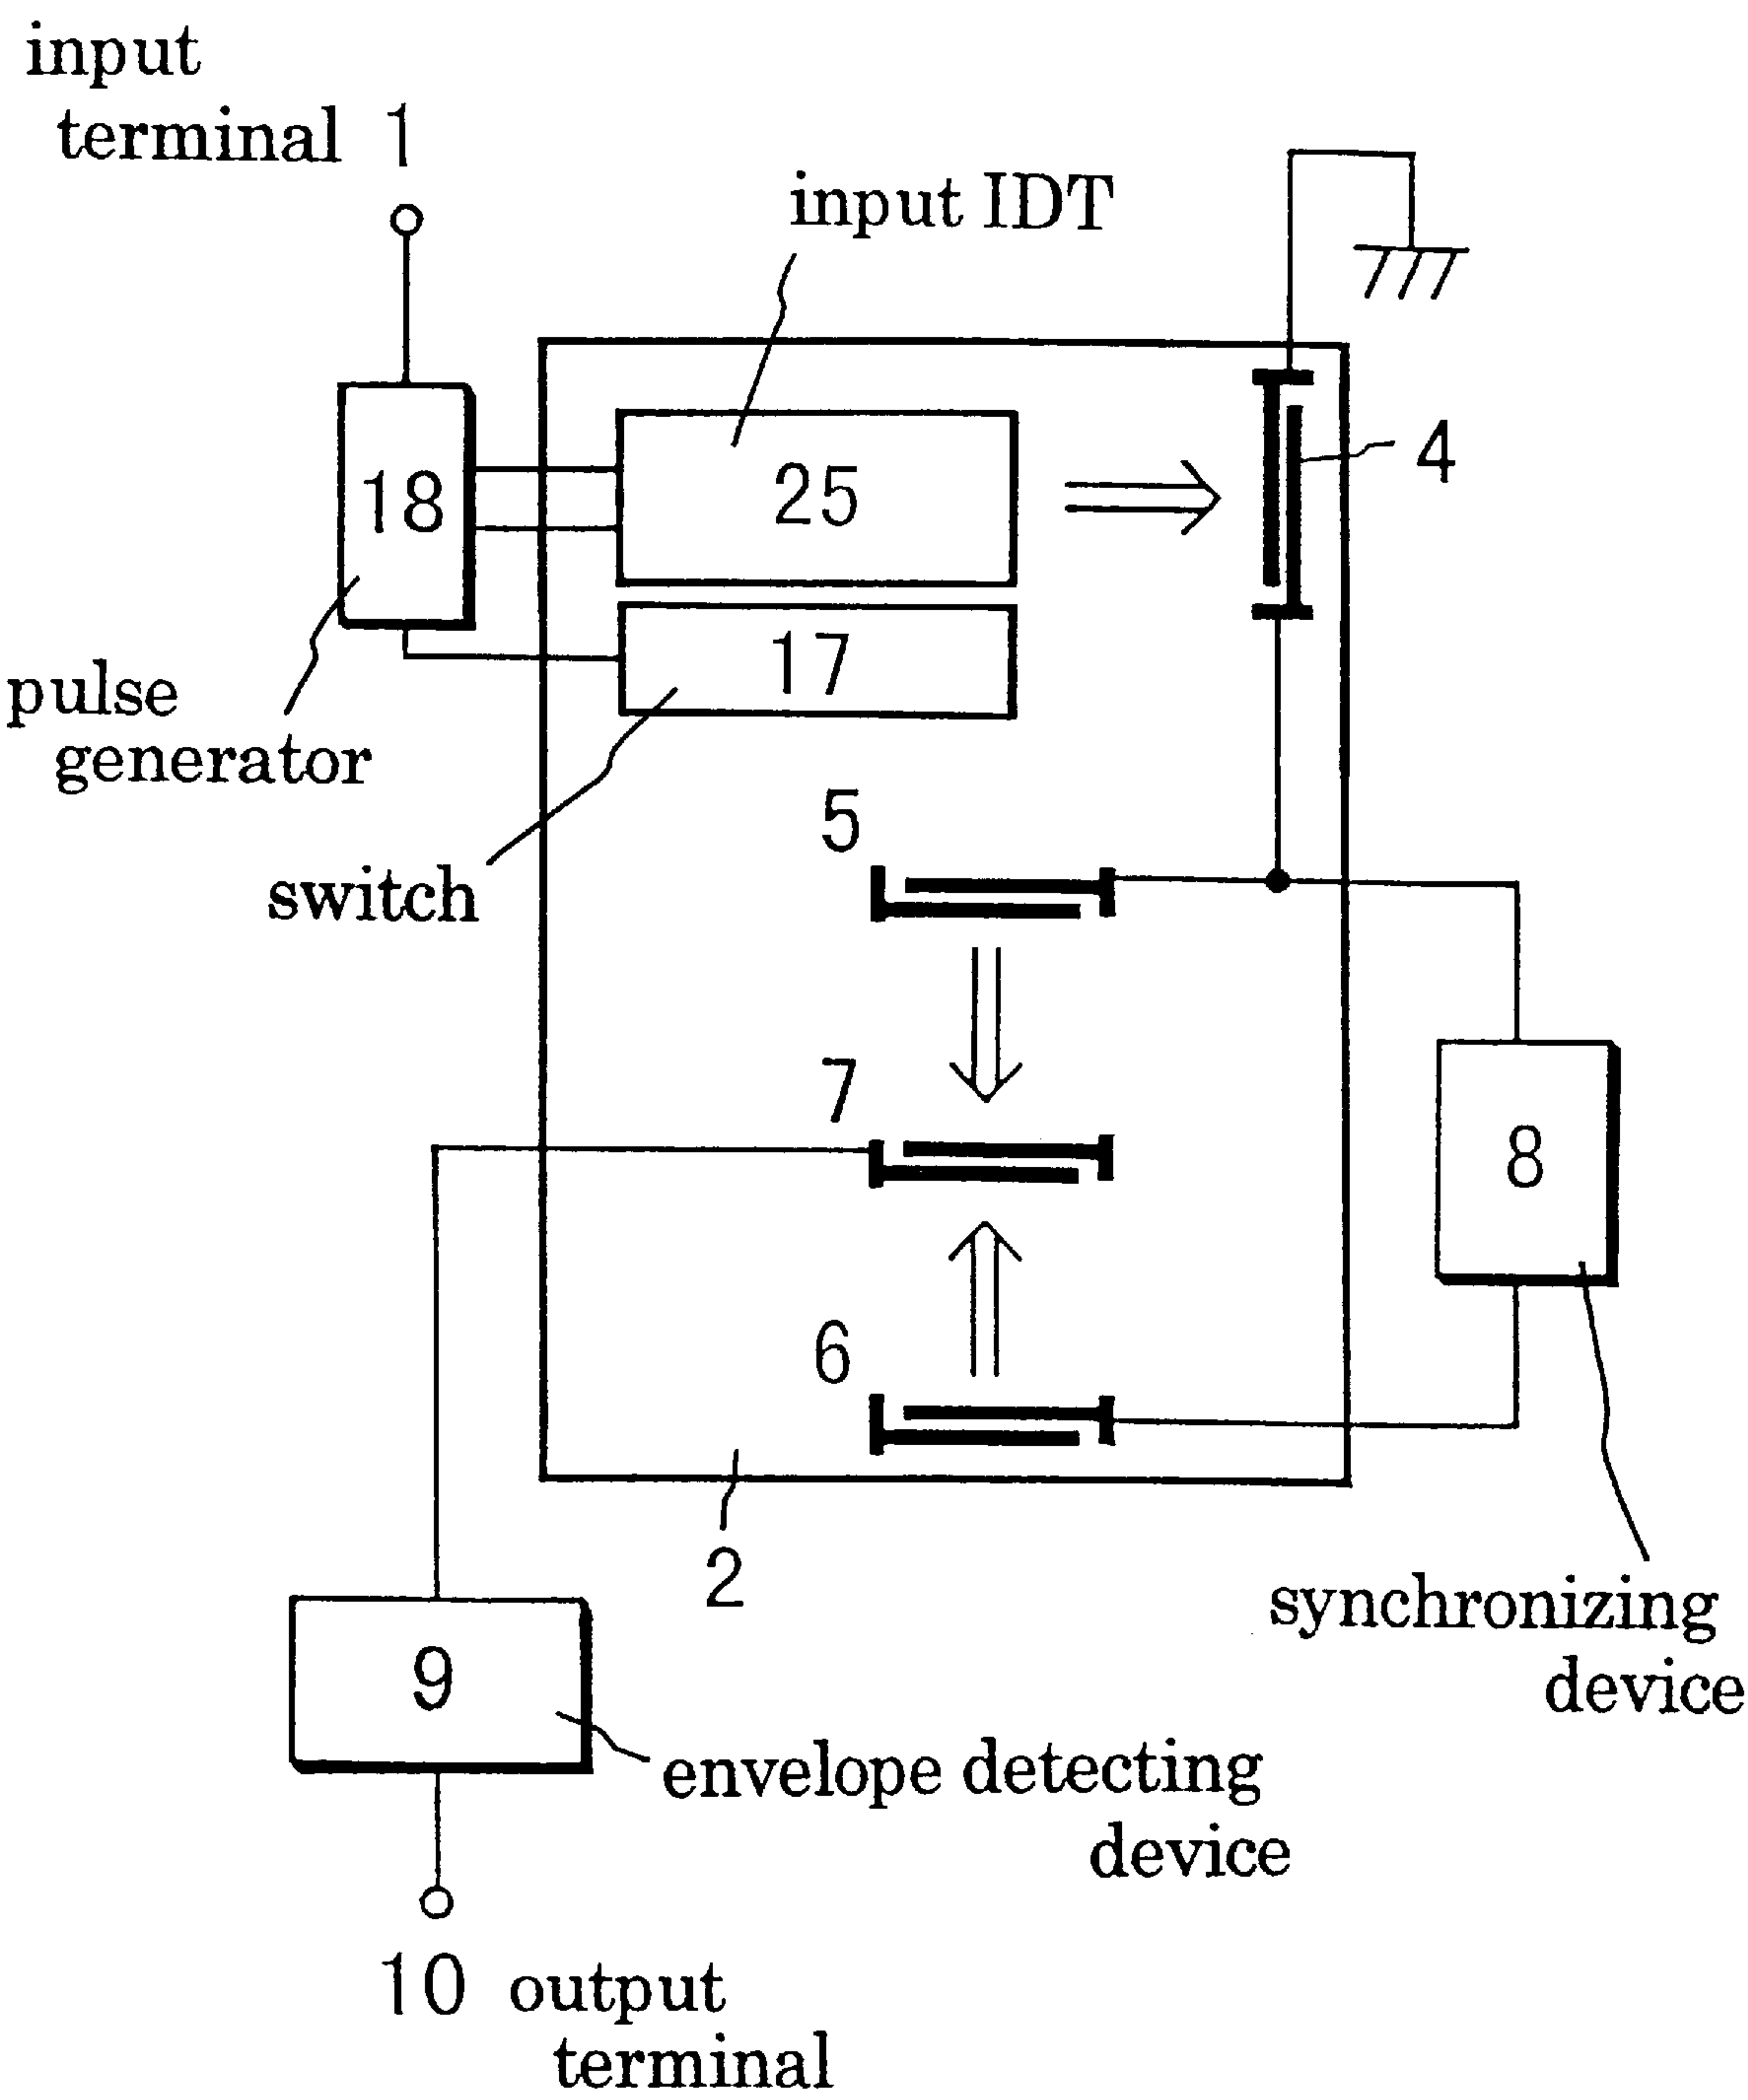 input
terminal 1
input IDT
4
18
25
17
pulse
generator
switch
5
7
8
6
2
synchronizing
device
9
envelope detecting
device
10 output
terminal